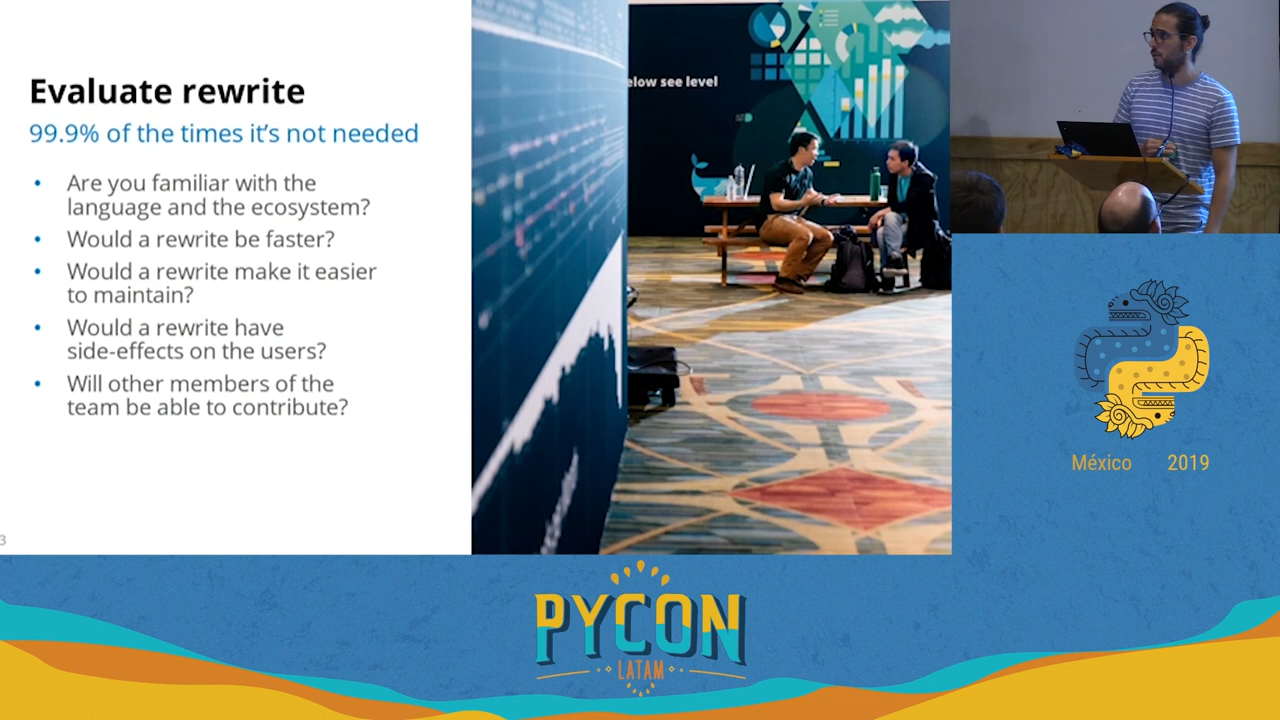 Evaluate rewrite
99.9% of the times it's not needed
• Are you familiar with the
language and the ecosystem?
• Would a rewrite be faster?
• Would a rewrite make it easier
to maintain?
• Would a rewrite have
side-effects on the users?
• Will other members of the
team be able to contribute?
3
elow see level
México 2019
PYCON
LATAM